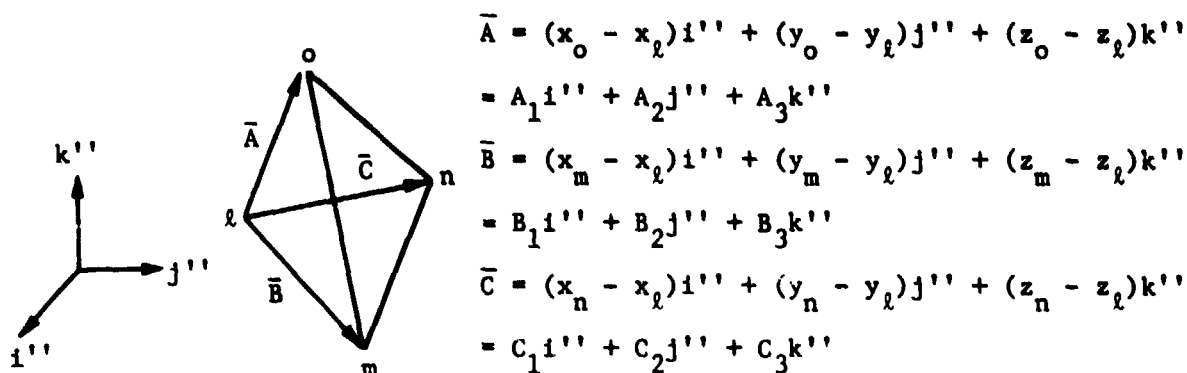 o
A̅
k''
C̅
n
ℓ
j''
B̅
i''
m
A̅ = (x_o - x_ℓ)i'' + (y_o - y_ℓ)j'' + (z_o - z_ℓ)k''
= A_1i'' + A_2j'' + A_3k''
B̅ = (x_m - x_ℓ)i'' + (y_m - y_ℓ)j'' + (z_m - z_ℓ)k''
= B_1i'' + B_2j'' + B_3k''
C̅ = (x_n - x_ℓ)i'' + (y_n - y_ℓ)j'' + (z_n - z_ℓ)k''
= C_1i'' + C_2j'' + C_3k''